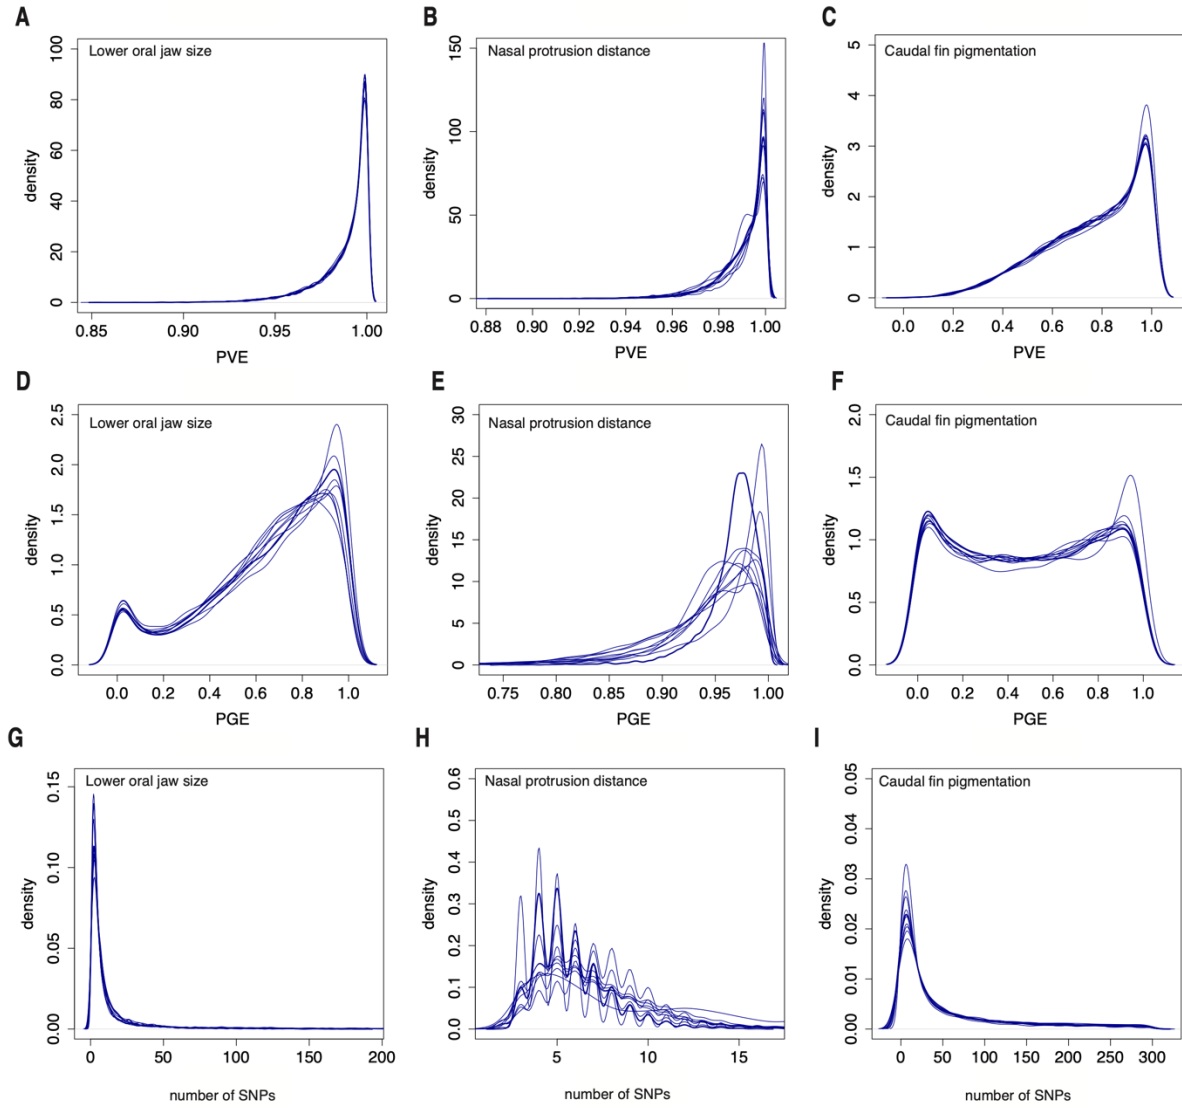 A
Lower oral jaw size
density
100
80
60
40
20
0
0.85 0.90 0.95 1.00
PVE
B
Nasal protrusion distance
density
150
100
50
0
0.88 0.90 0.92 0.94 0.96 0.98 1.00
PVE
C
Caudal fin pigmentation
density
5
4
3
2
1
0
0.0 0.2 0.4 0.6 0.8 1.0
PVE
D
Lower oral jaw size
density
2.5
2.0
1.5
1.0
0.5
0.0
0.0 0.2 0.4 0.6 0.8 1.0
PGE
E
Nasal protrusion distance
density
30
25
20
15
10
5
0
0.75 0.80 0.85 0.90 0.95 1.00
PGE
F
Caudal fin pigmentation
density
2.0
1.5
1.0
0.5
0.0
0.0 0.2 0.4 0.6 0.8 1.0
PGE
G
Lower oral jaw size
density
0.15
0.10
0.05
0.00
0 50 100 150 200
number of SNPs
H
Nasal protrusion distance
density
0.6
0.5
0.4
0.3
0.2
0.1
0.0
5 10 15
number of SNPs
I
Caudal fin pigmentation
density
0.05
0.04
0.03
0.02
0.01
0.00
0 50 100 150 200 250 300
number of SNPs